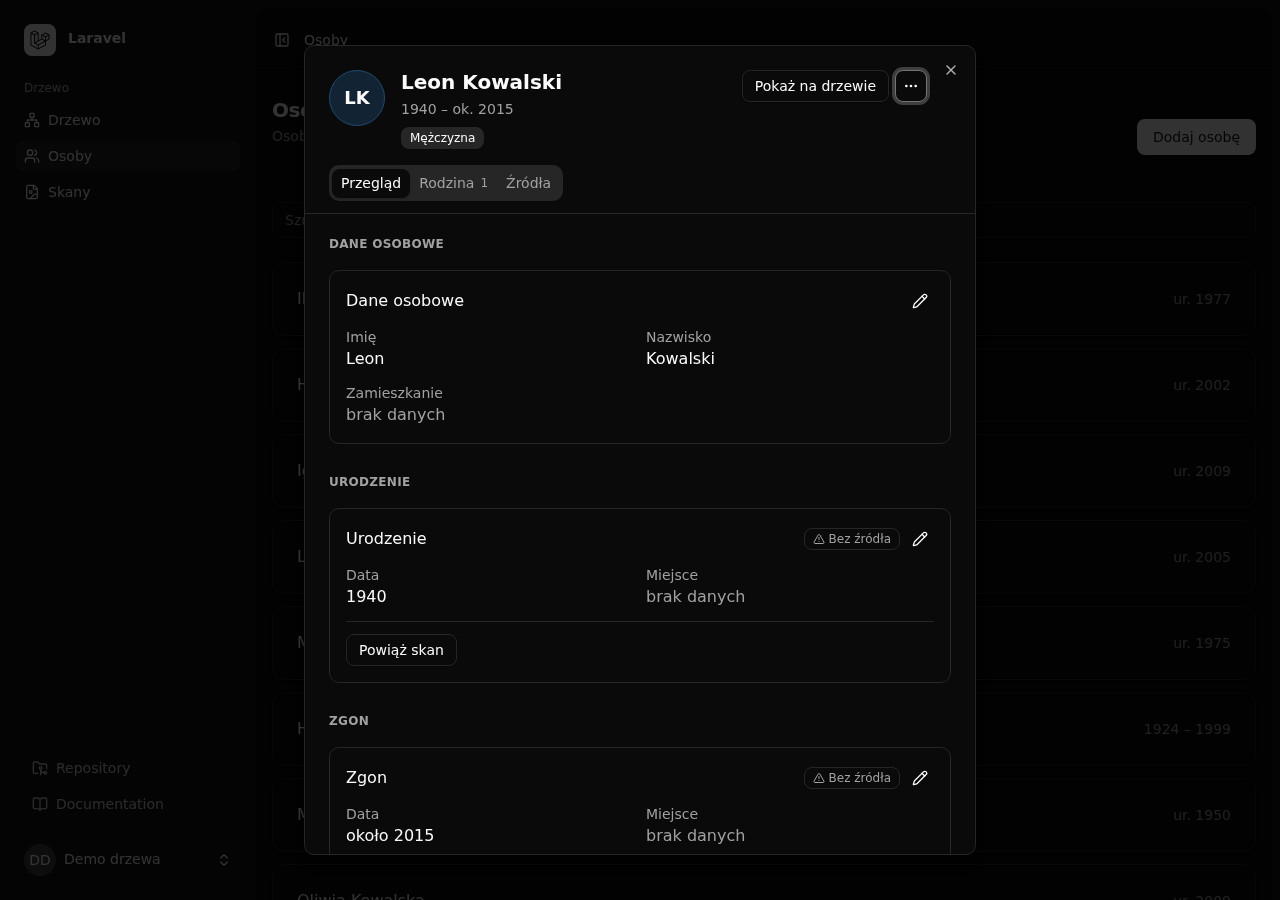 Laravel
Osoby
Drzewo
Drzewo
Osoby
Skany
Repository
Documentation
DD Demo drzewa
Dodaj osobę
LK
Leon Kowalski
1940 – ok. 2015
Mężczyzna
Pokaż na drzewie
Przegląd
Rodzina 1
Źródła
DANE OSOBOWE
Dane osobowe
Imię
Leon
Nazwisko
Kowalski
Zamieszkanie
brak danych
URODZENIE
Urodzenie
Bez źródła
Data
1940
Miejsce
brak danych
Powiąż skan
ZGON
Zgon
Bez źródła
Data
około 2015
Miejsce
brak danych
ur. 1977
ur. 2002
ur. 2009
ur. 2005
ur. 1975
1924 – 1999
ur. 1950
Oliwia Kowalska